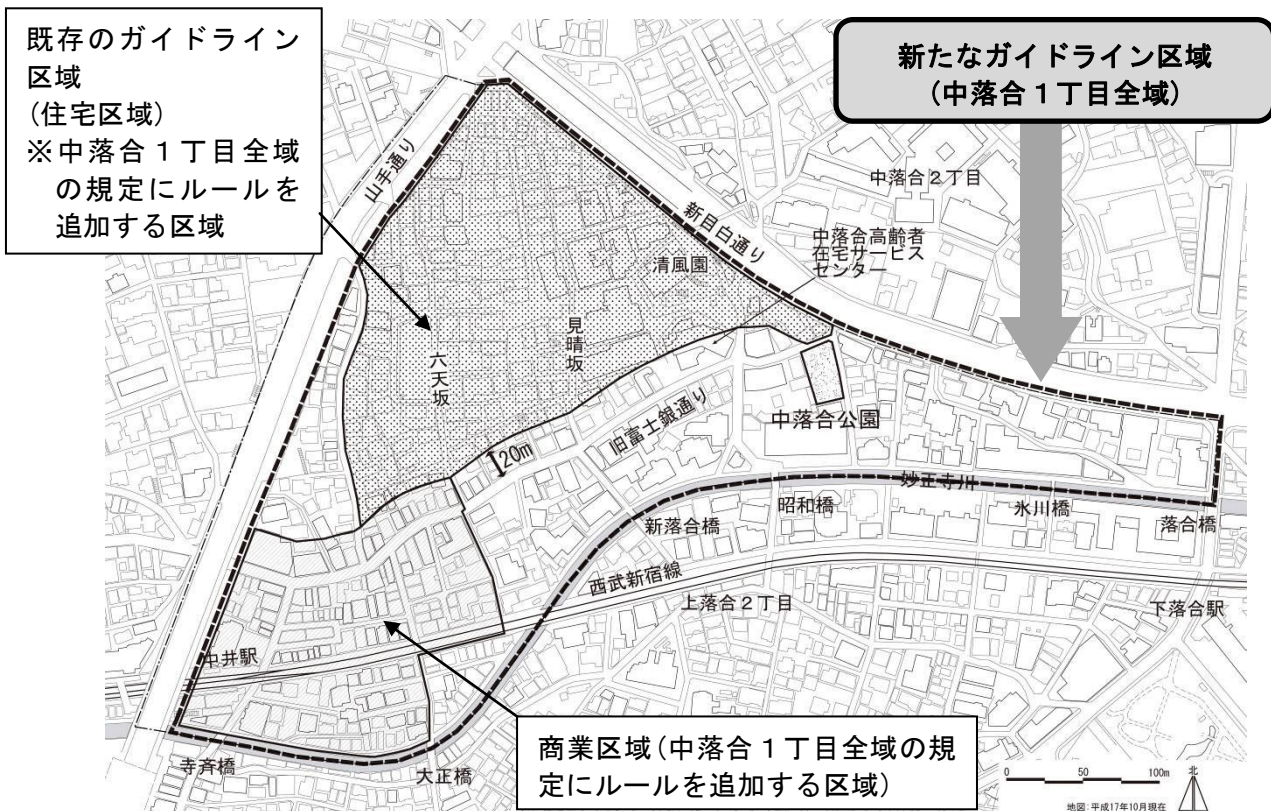 既存のガイドライン
区域
(住宅区域)
※中落合１丁目全域
の規定にルールを
追加する区域
新たなガイドライン区域
(中落合１丁目全域)
山手通り
中落合２丁目
新目白通り
中落合高齢者
在宅サービス
センター
清風園
見晴坂
六天坂
旧富士銀通り
中落合公園
20m
妙正寺川
新落合橋
昭和橋
氷川橋
落合橋
西武新宿線
上落合２丁目
下落合駅
中井駅
寺斉橋
大正橋
商業区域(中落合１丁目全域の規
定にルールを追加する区域)
0 50 100m
北
地図:平成17年10月現在